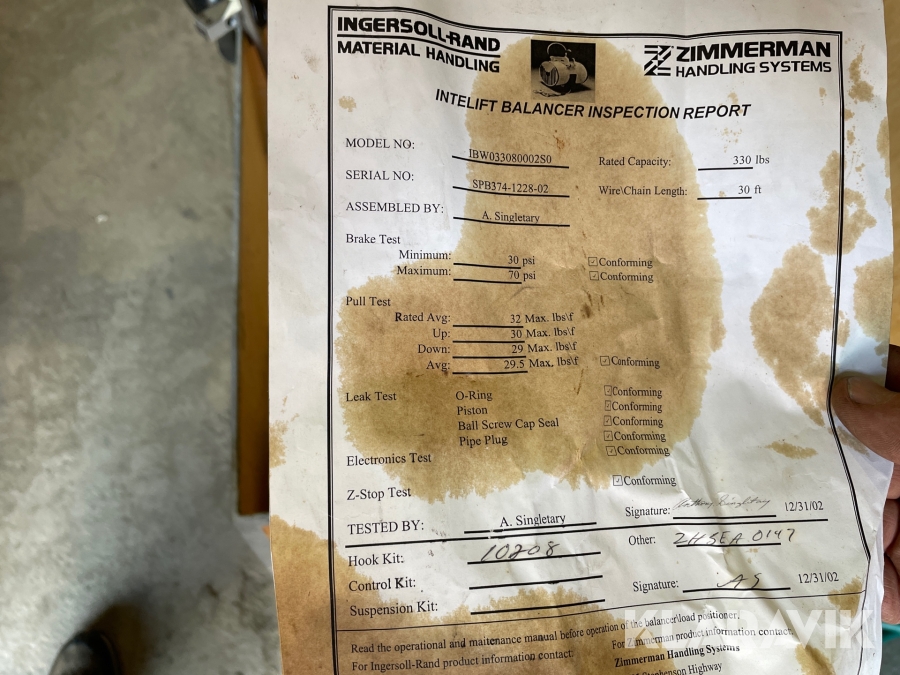 INGERSOLL-RAND
MATERIAL HANDLING
ZIMMERMAN
HANDLING SYSTEMS
INTELIFT BALANCER INSPECTION REPORT
MODEL NO: IBW033080002S0 Rated Capacity: 330 lbs
SERIAL NO: SPB374-1228-02 Wire\Chain Length: 30 ft
ASSEMBLED BY: A. Singletary
Brake Test
Minimum: 30 psi Conforming
Maximum: 70 psi Conforming
Pull Test
Rated Avg: 32 Max. lbs\f
Up: 30 Max. lbs\f
Down: 29 Max. lbs\f
Avg: 29.5 Max. lbs\f Conforming
Leak Test O-Ring Conforming
Piston Conforming
Ball Screw Cap Seal Conforming
Pipe Plug Conforming
Electronics Test Conforming
Z-Stop Test Conforming
TESTED BY: A. Singletary Signature: 12/31/02
Hook Kit: 10208 Other: ZHSEA 0147
Control Kit:
Suspension Kit: Signature: AS 12/31/02
Read the operational and maitenance manual before operation of the balancer\load positioner.
For Ingersoll-Rand product information contact: For Zimmerman product information contact:
Zimmerman Handling Systems
Stephenson Highway
KLARAVIK